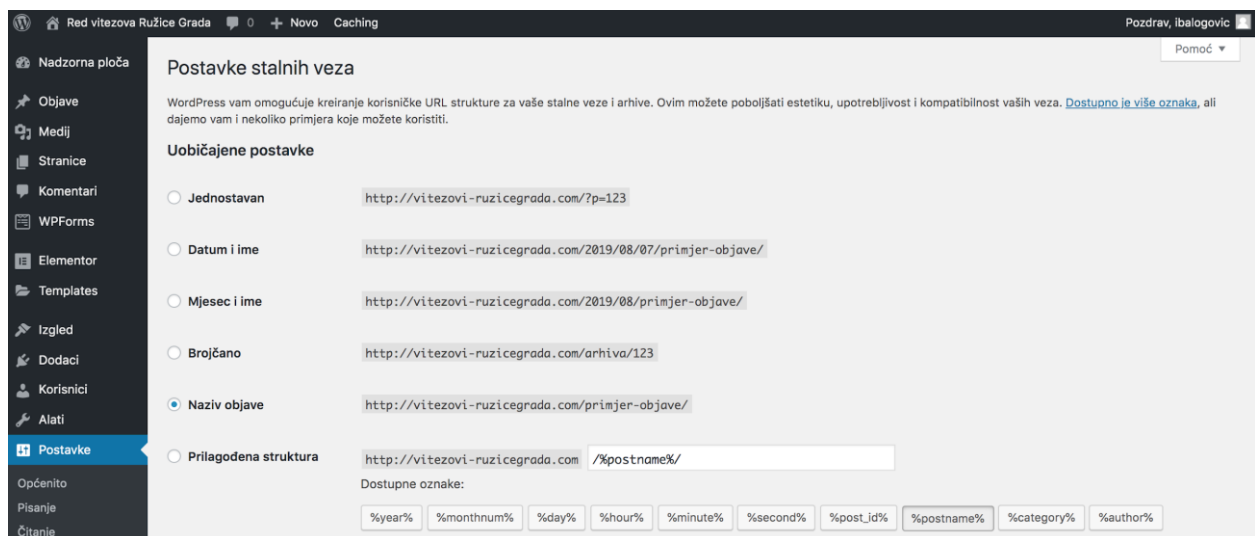 Red vitezova Ružice Grada 0 + Novo Caching Pozdrav, ibalogovic
Pomoć ▼
Nadzorna ploča
Objave
Medij
Stranice
Komentari
WPForms
Elementor
Templates
Izgled
Dodaci
Korisnici
Alati
Postavke
Općenito
Pisanje
Čitanje
Postavke stalnih veza
WordPress vam omogućuje kreiranje korisničke URL strukture za vaše stalne veze i arhive. Ovim možete poboljšati estetiku, upotrebljivost i kompatibilnost vaših veza. Dostupno je više oznaka, ali
dajemo vam i nekoliko primjera koje možete koristiti.
Uobičajene postavke
Jednostavan http://vitezovi-ruzicegrada.com/?p=123
Datum i ime http://vitezovi-ruzicegrada.com/2019/08/07/primjer-objave/
Mjesec i ime http://vitezovi-ruzicegrada.com/2019/08/primjer-objave/
Brojčano http://vitezovi-ruzicegrada.com/arhiva/123
Naziv objave http://vitezovi-ruzicegrada.com/primjer-objave/
Prilagođena struktura http://vitezovi-ruzicegrada.com /%postname%/
Dostupne oznake:
%year% %monthnum% %day% %hour% %minute% %second% %post_id% %postname% %category% %author%